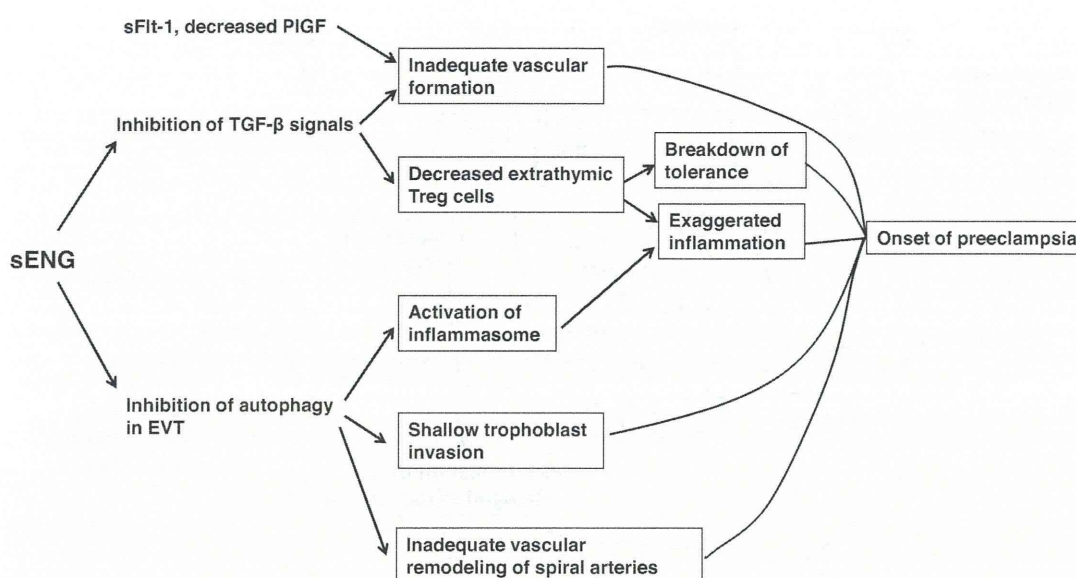 sFlt-1, decreased PlGF
Inadequate vascular
formation
Inhibition of TGF-β signals
Decreased extrathymic
Treg cells
Breakdown of
tolerance
Exaggerated
inflammation
Onset of preeclampsia
sENG
Activation of
inflammasome
Inhibition of autophagy
in EVT
Shallow trophoblast
invasion
Inadequate vascular
remodeling of spiral arteries